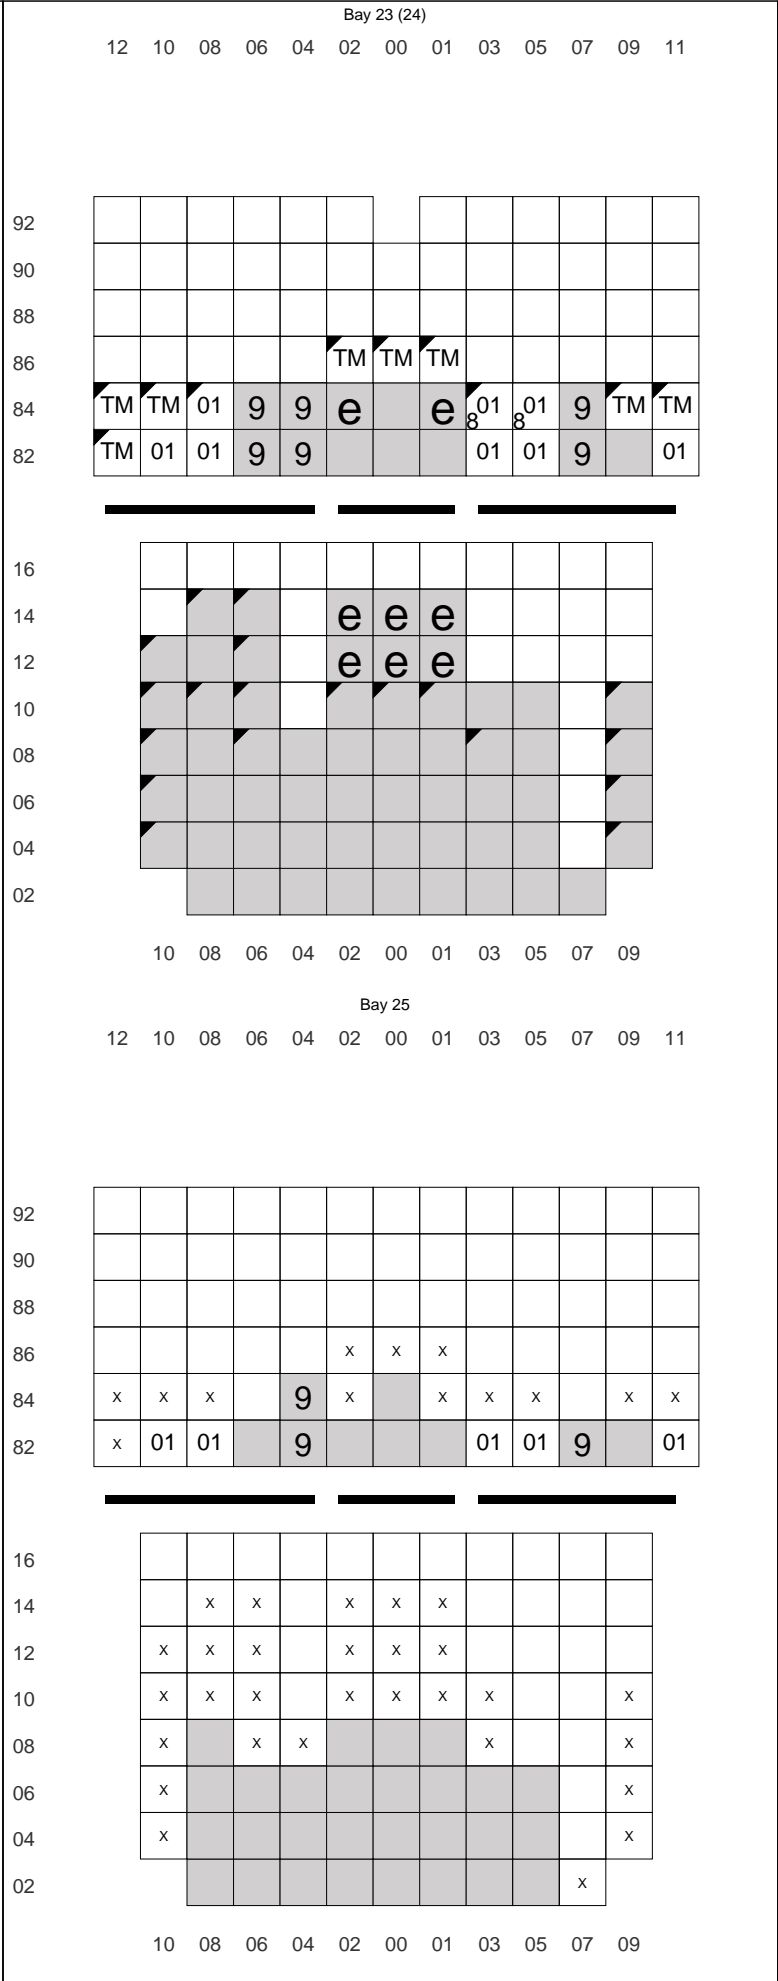 Bay 23 (24)
12 10 08 06 04 02 00 01 03 05 07 09 11
92
90
88
86 TM TM TM
84 TM TM 01 9 9 e e 01 8 01 8 9 TM TM
82 TM 01 01 9 9 01 01 9 01
16
14 e e e
12 e e e
10
08
06
04
02
10 08 06 04 02 00 01 03 05 07 09
Bay 25
12 10 08 06 04 02 00 01 03 05 07 09 11
92
90
88
86 x x x
84 x x x 9 x x x x x x
82 x 01 01 9 01 01 9 01
16
14 x x x x x
12 x x x x x x
10 x x x x x x x x
08 x x x x x
06 x x
04 x x
02 x
10 08 06 04 02 00 01 03 05 07 09